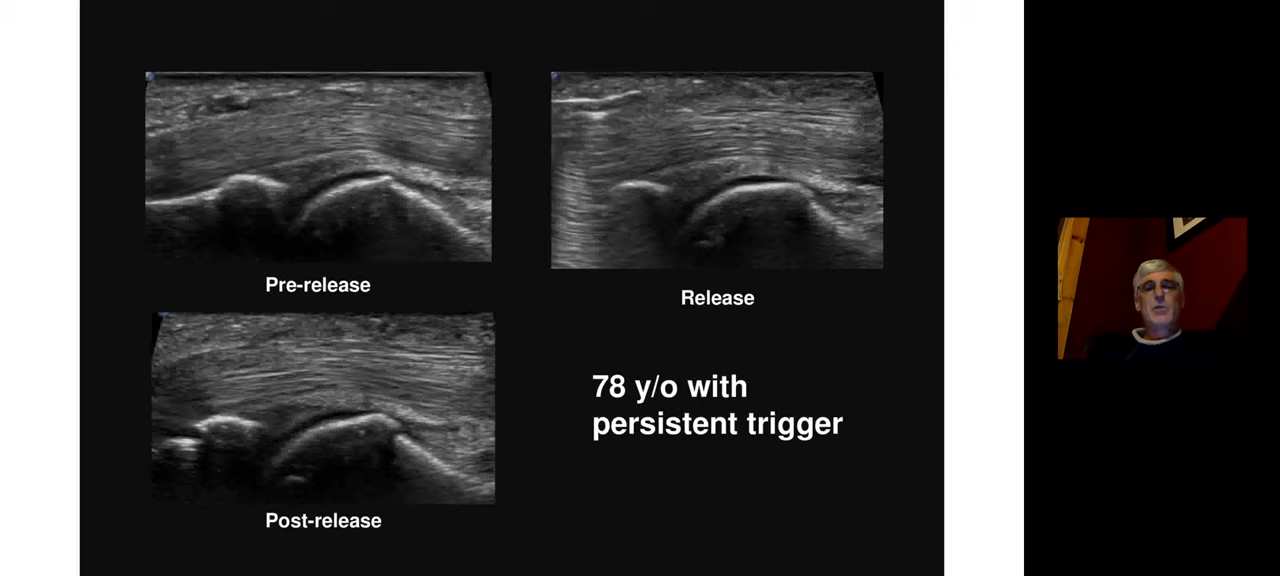 Pre-release
Release
78 y/o with
persistent trigger
Post-release